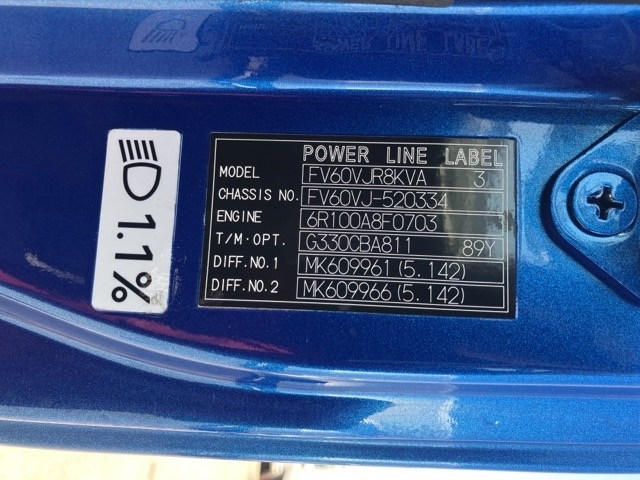 POWER LINE LABEL
MODEL FV60VJR8KVA 3
CHASSIS NO. FV60VJ-520334
ENGINE 6R100A8F0703
T/M·OPT. G330CBA811 89Y
DIFF.NO.1 MK609961(5.142)
DIFF.NO.2 MK609966(5.142)
1.1%